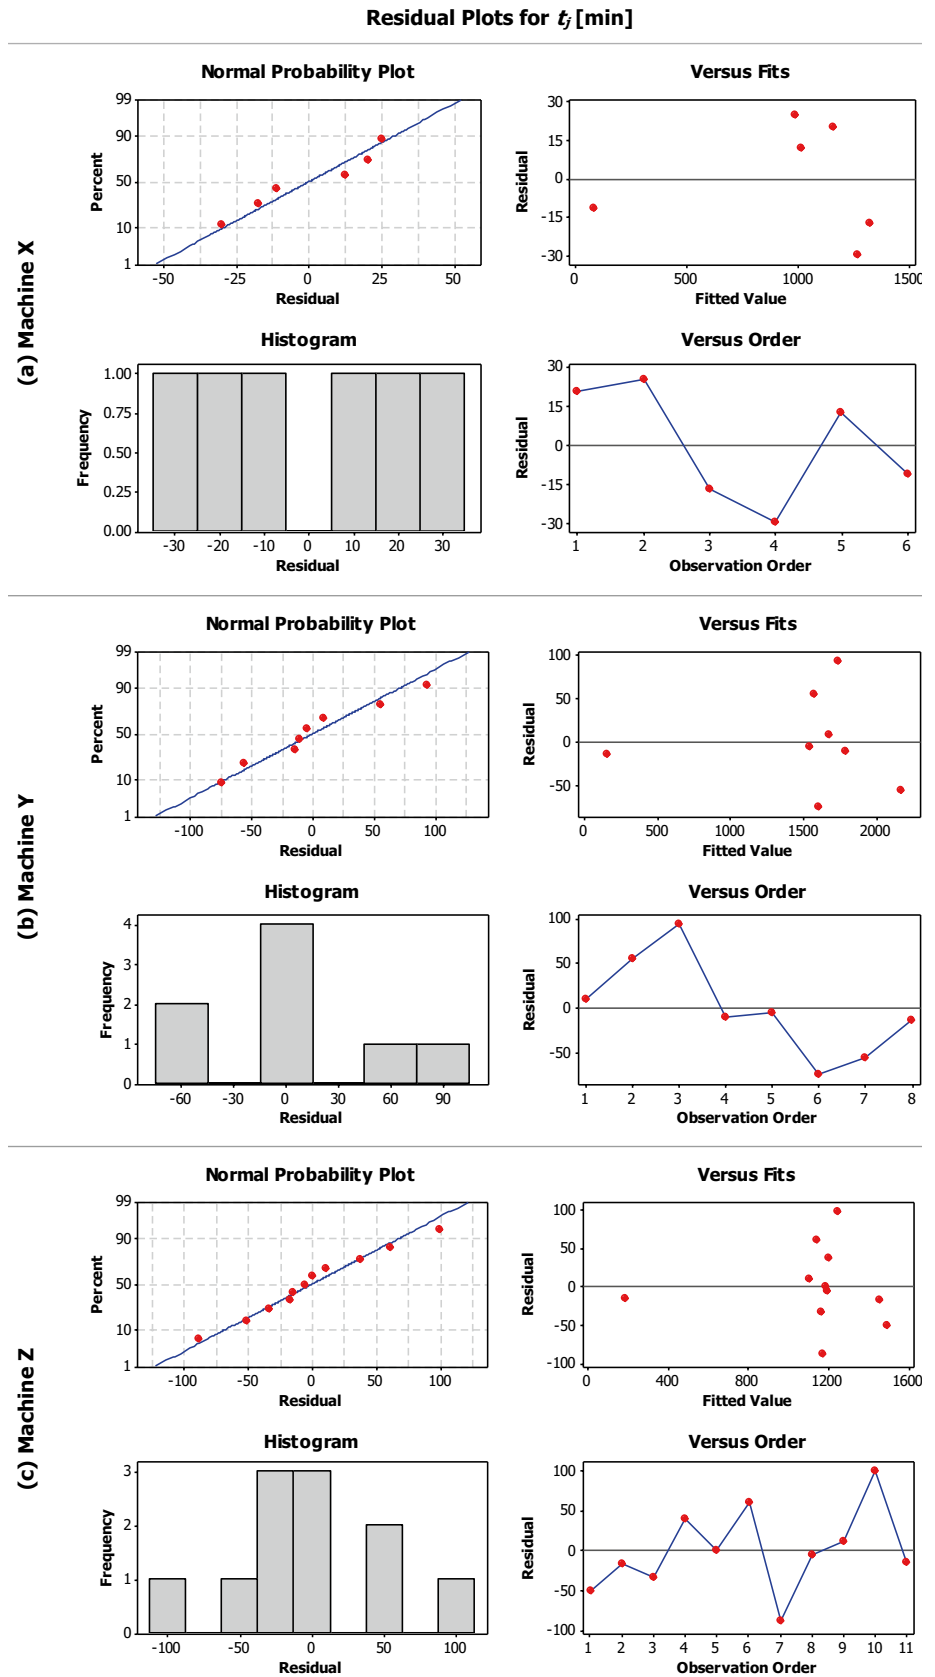 Residual Plots for tj [min]
(a) Machine X
Normal Probability Plot
99
90
50
10
1
Percent
-50 -25 0 25 50
Residual
Versus Fits
30
15
0
-15
-30
Residual
0 500 1000 1500
Fitted Value
Histogram
1.00
0.75
0.50
0.25
0.00
Frequency
-30 -20 -10 0 10 20 30
Residual
Versus Order
30
15
0
-15
-30
Residual
1 2 3 4 5 6
Observation Order
(b) Machine Y
Normal Probability Plot
99
90
50
10
1
Percent
-100 -50 0 50 100
Residual
Versus Fits
100
50
0
-50
Residual
0 500 1000 1500 2000
Fitted Value
Histogram
4
3
2
1
0
Frequency
-60 -30 0 30 60 90
Residual
Versus Order
100
50
0
-50
Residual
1 2 3 4 5 6 7 8
Observation Order
(c) Machine Z
Normal Probability Plot
99
90
50
10
1
Percent
-100 -50 0 50 100
Residual
Versus Fits
100
50
0
-50
-100
Residual
0 400 800 1200 1600
Fitted Value
Histogram
3
2
1
0
Frequency
-100 -50 0 50 100
Residual
Versus Order
100
50
0
-50
-100
Residual
1 2 3 4 5 6 7 8 9 10 11
Observation Order